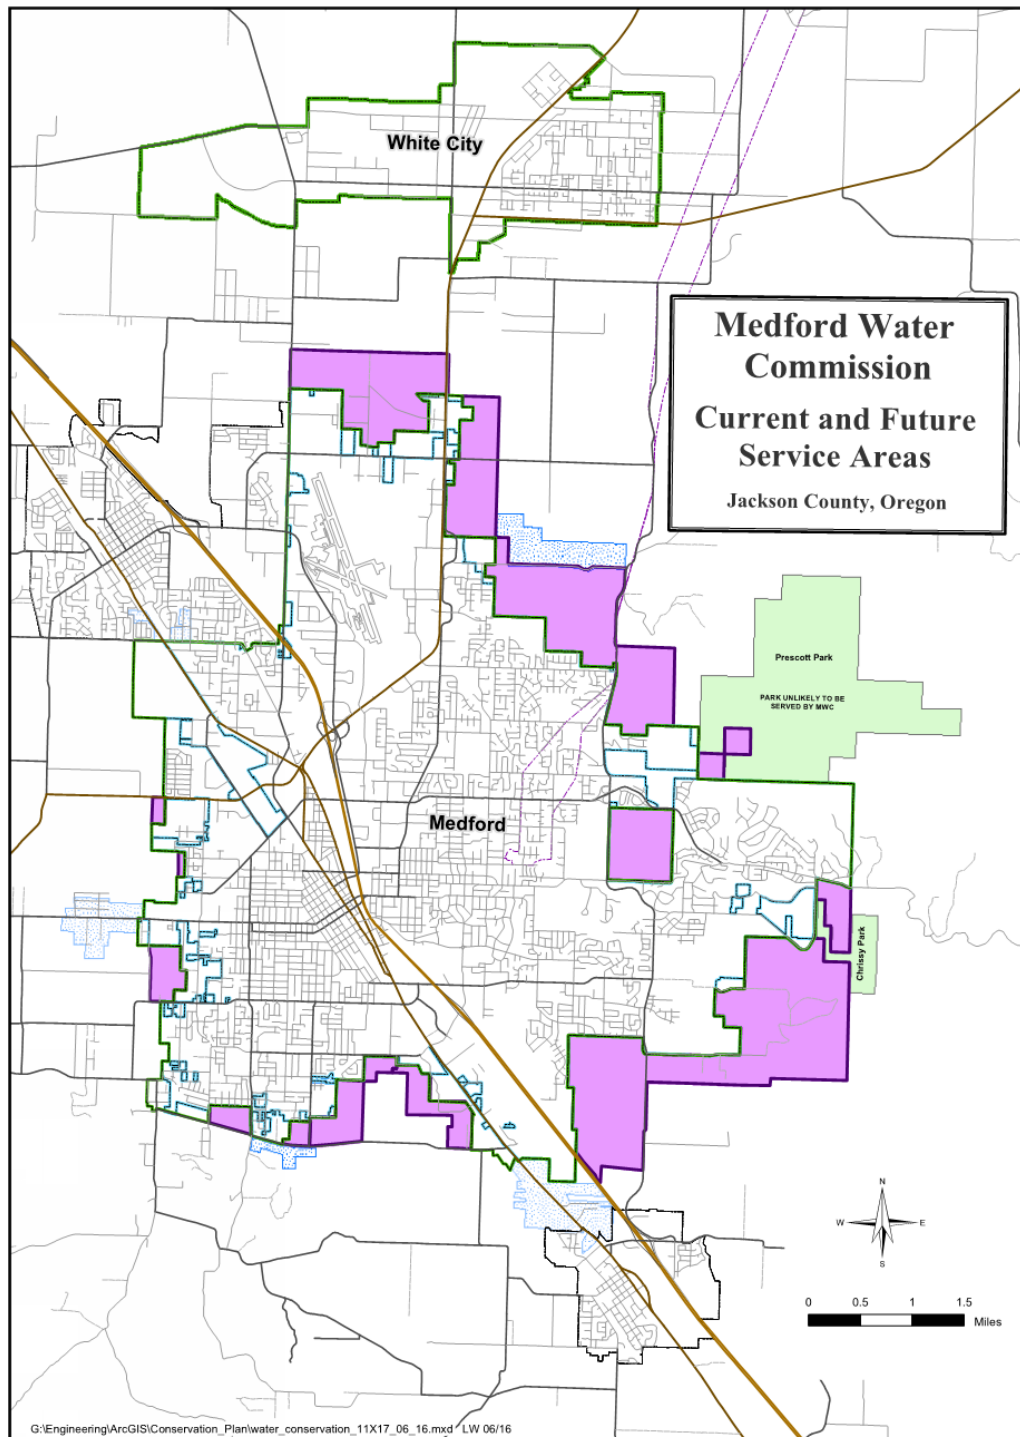 White City
Medford Water
Commission
Current and Future
Service Areas
Jackson County, Oregon
Prescott Park
PARK UNLIKELY TO BE
SERVED BY MWC
Medford
Chrissy Park
N
W
E
S
0 0.5 1 1.5
Miles
G:\Engineering\ArcGIS\Conservation_Plan\water_conservation_11X17_06_16.mxd LW 06/16